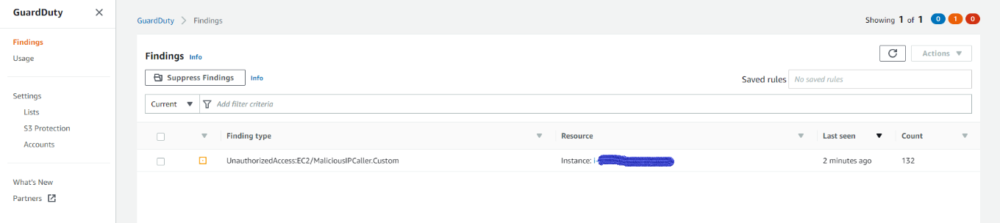 GuardDuty
Findings
Usage
Settings
Lists
S3 Protection
Accounts
What's New
Partners
GuardDuty > Findings
Showing 1 of 1 0 1 0
Findings Info
Actions
Suppress Findings Info
Saved rules No saved rules
Current Add filter criteria
Finding type Resource Last seen Count
UnauthorizedAccess:EC2/MaliciousIPCaller.Custom Instance: i- 2 minutes ago 132